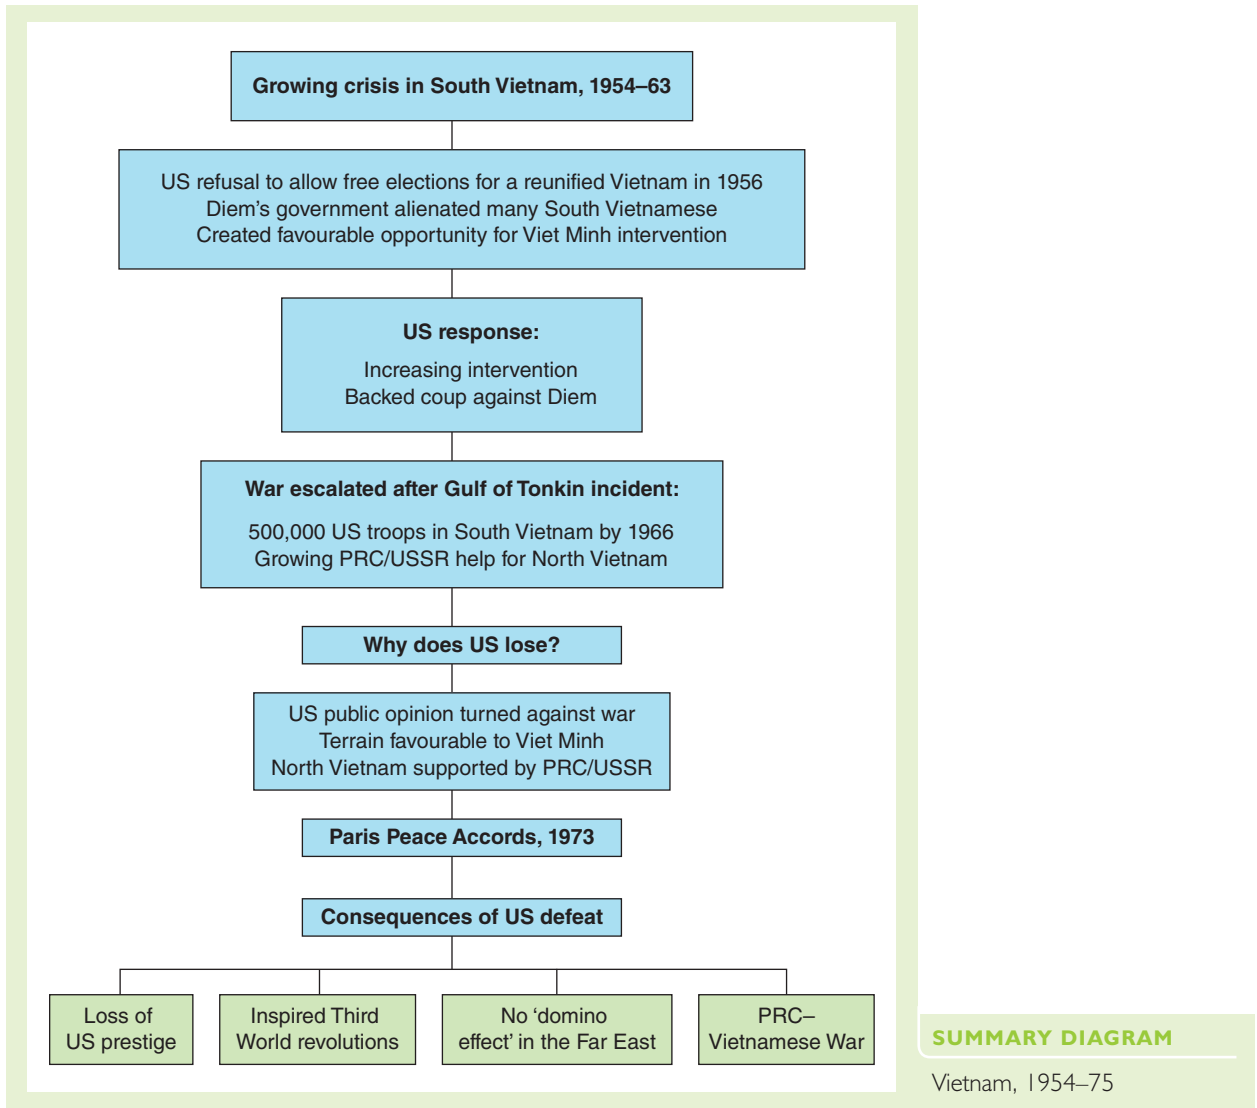 Growing crisis in South Vietnam, 1954–63
US refusal to allow free elections for a reunified Vietnam in 1956
Diem’s government alienated many South Vietnamese
Created favourable opportunity for Viet Minh intervention
US response:
Increasing intervention
Backed coup against Diem
War escalated after Gulf of Tonkin incident:
500,000 US troops in South Vietnam by 1966
Growing PRC/USSR help for North Vietnam
Why does US lose?
US public opinion turned against war
Terrain favourable to Viet Minh
North Vietnam supported by PRC/USSR
Paris Peace Accords, 1973
Consequences of US defeat
Loss of
US prestige
Inspired Third
World revolutions
No ‘domino
effect’ in the Far East
PRC–
Vietnamese War
SUMMARY DIAGRAM
Vietnam, 1954–75